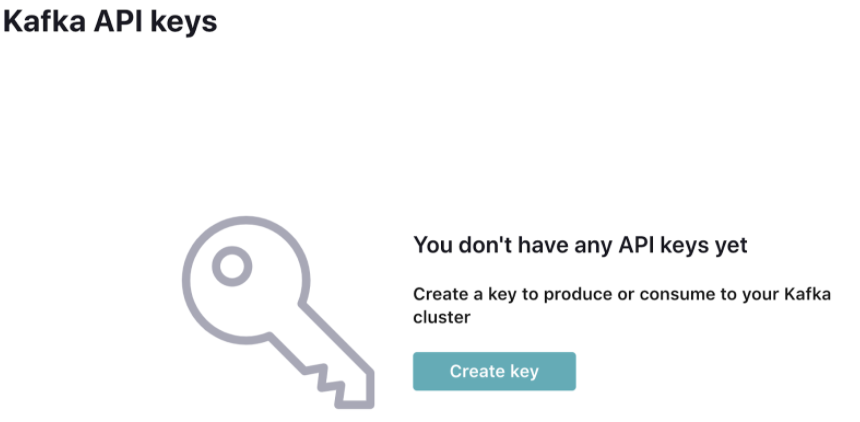 Kafka API keys
You don't have any API keys yet
Create a key to produce or consume to your Kafka
cluster
Create key